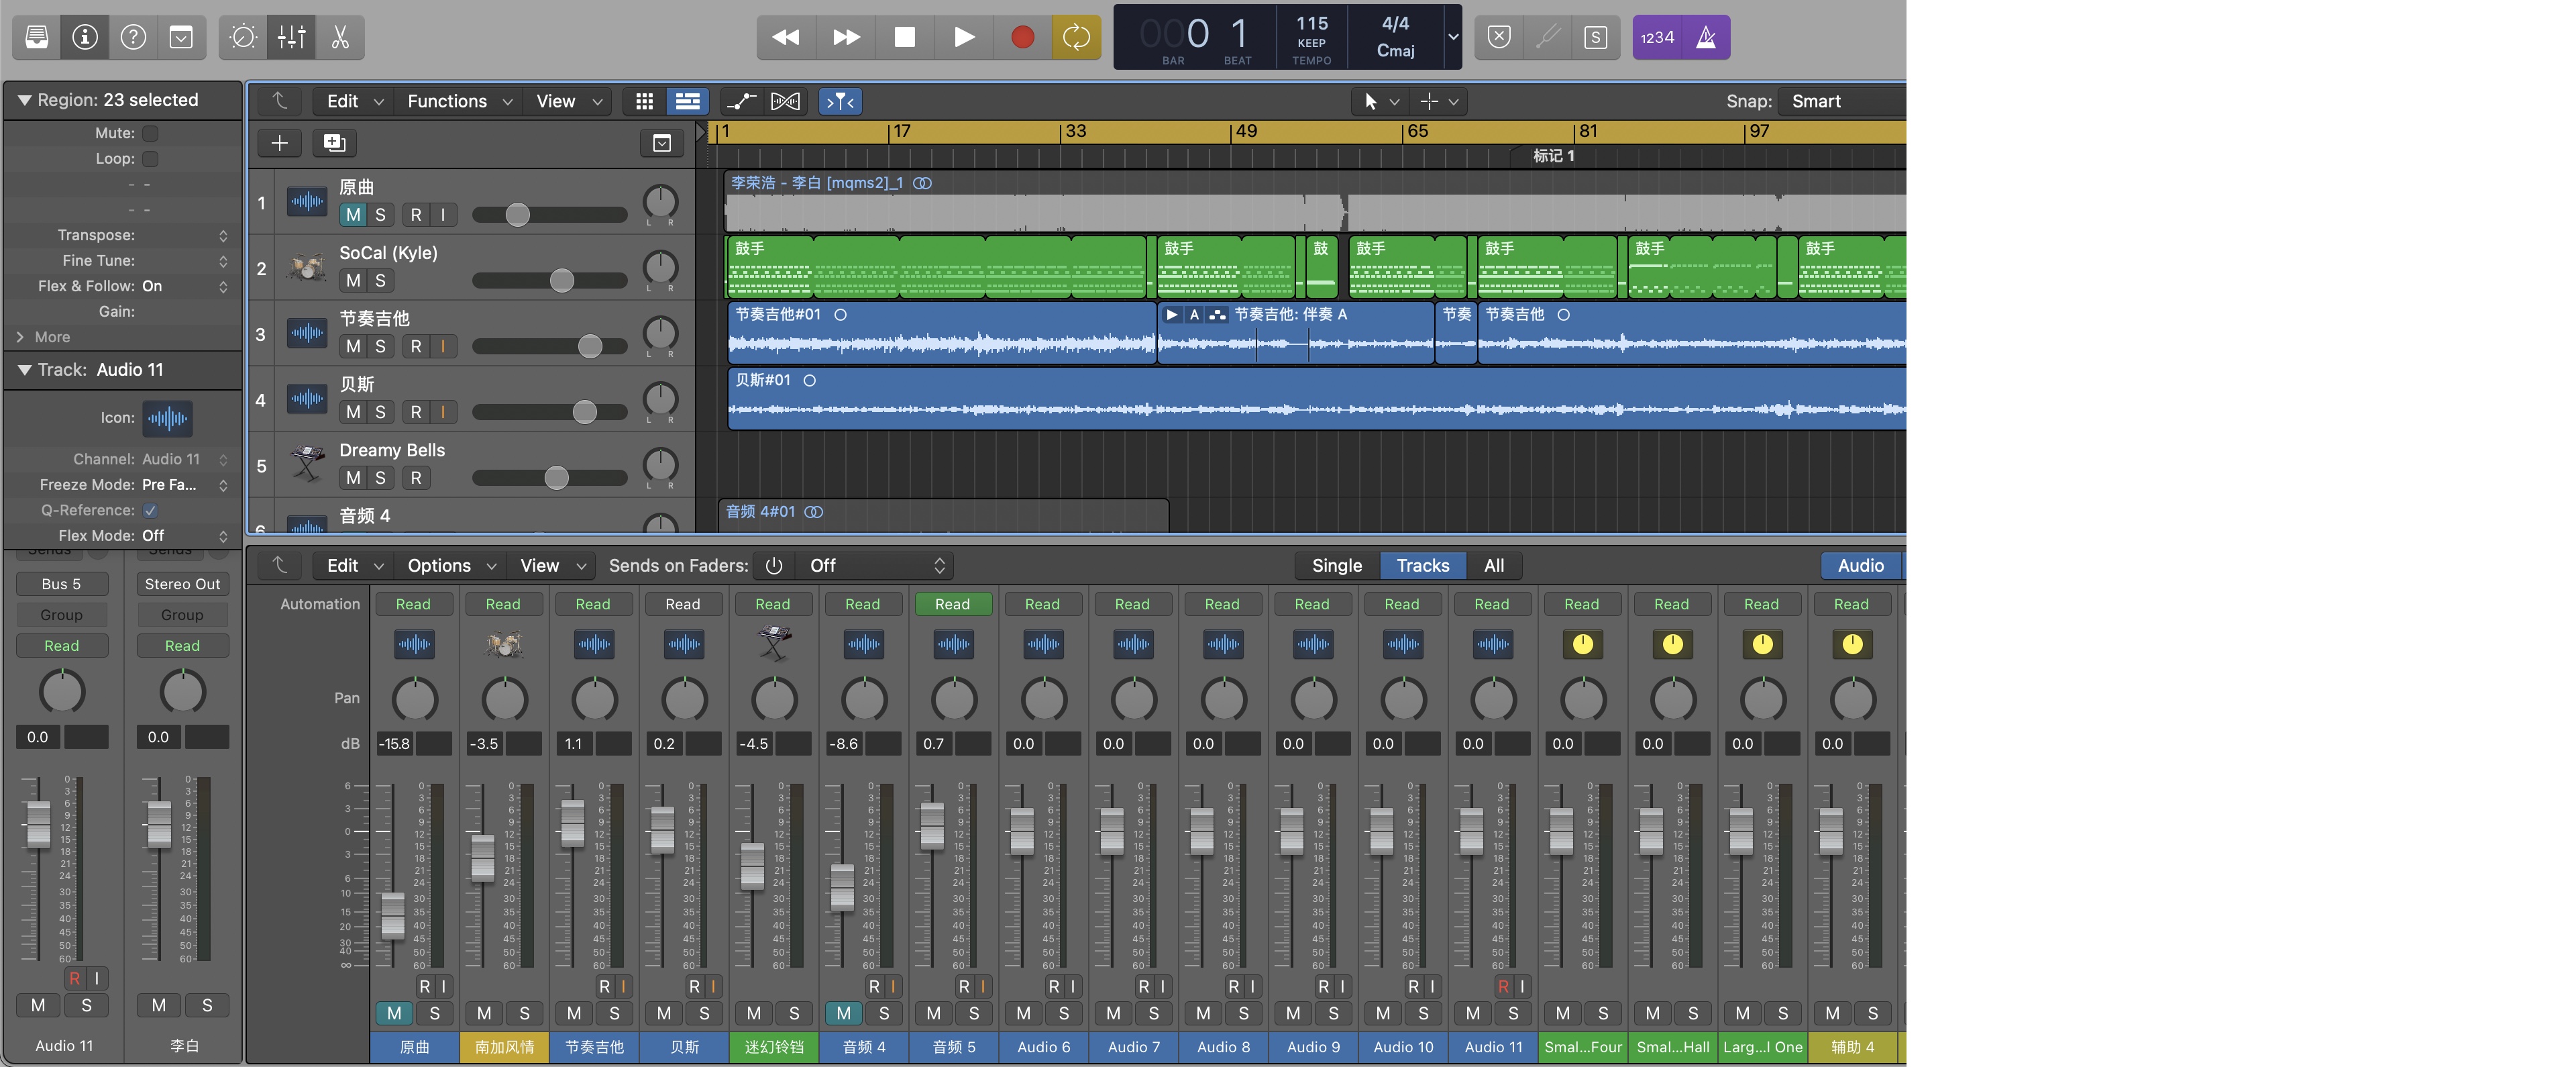 1234
0 1
BAR BEAT
115
KEEP
TEMPO
4/4
Cmaj
S
Region: 23 selected
Mute:
Loop:
- -
- -
Transpose:
Fine Tune:
Flex & Follow: On
Gain:
More
Track: Audio 11
Icon:
Channel: Audio 11
Freeze Mode: Pre Fa...
Q-Reference:
Flex Mode: Off
Bus 5 Stereo Out
Group Group
Read Read
0.0 0.0
R I
M S M S
Audio 11 李白
Edit Functions View
Snap: Smart
1 17 33 49 65 81 97
标记 1
1 原曲
M S R I
L R
李荣浩 - 李白 [mqms2]_1
2 SoCal (Kyle)
M S
L R
鼓手 鼓手 鼓 鼓手 鼓手 鼓手 鼓手
3 节奏吉他
M S R I
L R
节奏吉他#01 A 节奏吉他: 伴奏 A 节奏 节奏吉他
4 贝斯
M S R I
L R
贝斯#01
5 Dreamy Bells
M S R
L R
音频 4
音频 4#01
Edit Options View Sends on Faders: Off
Single Tracks All
Audio
Automation Read Read Read Read Read Read Read Read Read Read Read Read Read Read Read Read Read
Pan
dB -15.8 -3.5 1.1 0.2 -4.5 -8.6 0.7 0.0 0.0 0.0 0.0 0.0 0.0 0.0 0.0 0.0 0.0
R I R I R I R I R I R I R I R I R I R I R I
M S M S M S M S M S M S M S M S M S M S M S M S M S M S M S M S M S
原曲 南加风情 节奏吉他 贝斯 迷幻铃铛 音频 4 音频 5 Audio 6 Audio 7 Audio 8 Audio 9 Audio 10 Audio 11 Smal...Four Smal...Hall Larg...l One 辅助 4